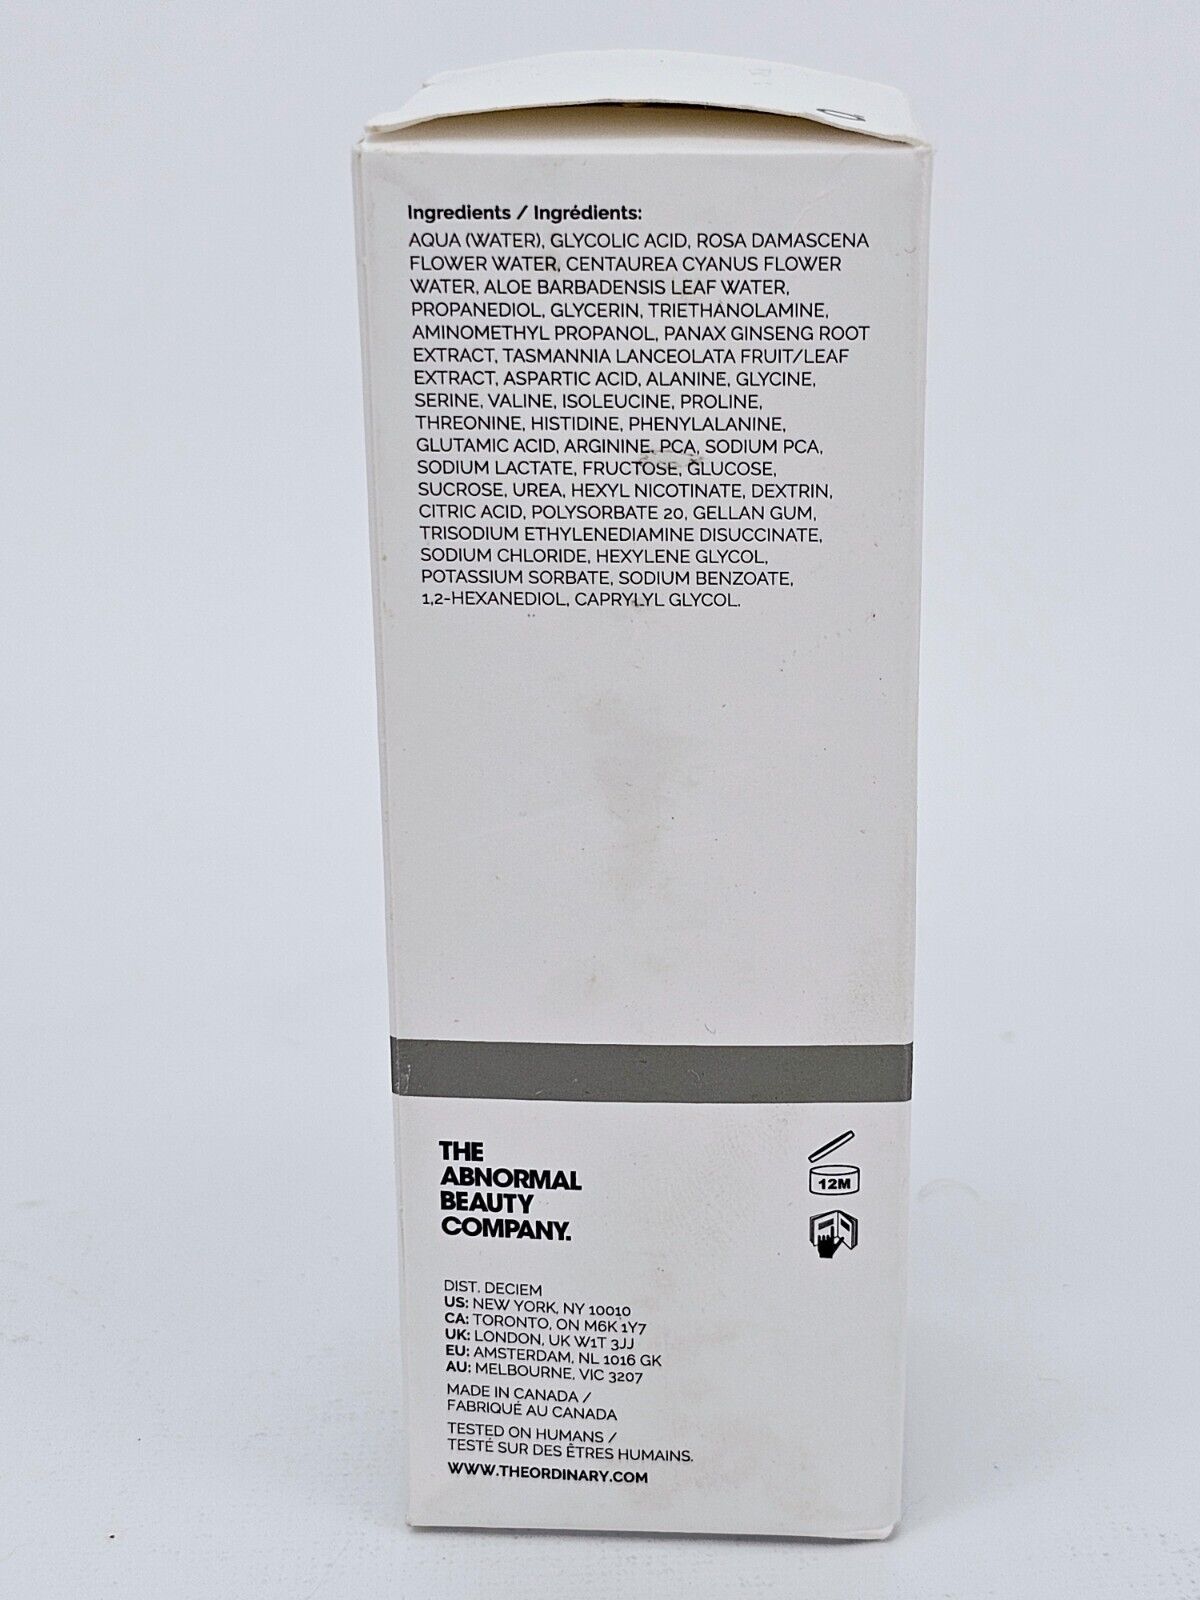 Ingredients / Ingrédients:
AQUA (WATER), GLYCOLIC ACID, ROSA DAMASCENA
FLOWER WATER, CENTAUREA CYANUS FLOWER
WATER, ALOE BARBADENSIS LEAF WATER,
PROPANEDIOL, GLYCERIN, TRIETHANOLAMINE,
AMINOMETHYL PROPANOL, PANAX GINSENG ROOT
EXTRACT, TASMANNIA LANCEOLATA FRUIT/LEAF
EXTRACT, ASPARTIC ACID, ALANINE, GLYCINE,
SERINE, VALINE, ISOLEUCINE, PROLINE,
THREONINE, HISTIDINE, PHENYLALANINE,
GLUTAMIC ACID, ARGININE, PCA, SODIUM PCA,
SODIUM LACTATE, FRUCTOSE, GLUCOSE,
SUCROSE, UREA, HEXYL NICOTINATE, DEXTRIN,
CITRIC ACID, POLYSORBATE 20, GELLAN GUM,
TRISODIUM ETHYLENEDIAMINE DISUCCINATE,
SODIUM CHLORIDE, HEXYLENE GLYCOL,
POTASSIUM SORBATE, SODIUM BENZOATE,
1,2-HEXANEDIOL, CAPRYLYL GLYCOL.
THE
ABNORMAL
BEAUTY
COMPANY.
12M
DIST. DECIEM
US: NEW YORK, NY 10010
CA: TORONTO, ON M6K 1Y7
UK: LONDON, UK W1T 3JJ
EU: AMSTERDAM, NL 1016 GK
AU: MELBOURNE, VIC 3207
MADE IN CANADA /
FABRIQUÉ AU CANADA
TESTED ON HUMANS /
TESTÉ SUR DES ÊTRES HUMAINS.
WWW.THEORDINARY.COM